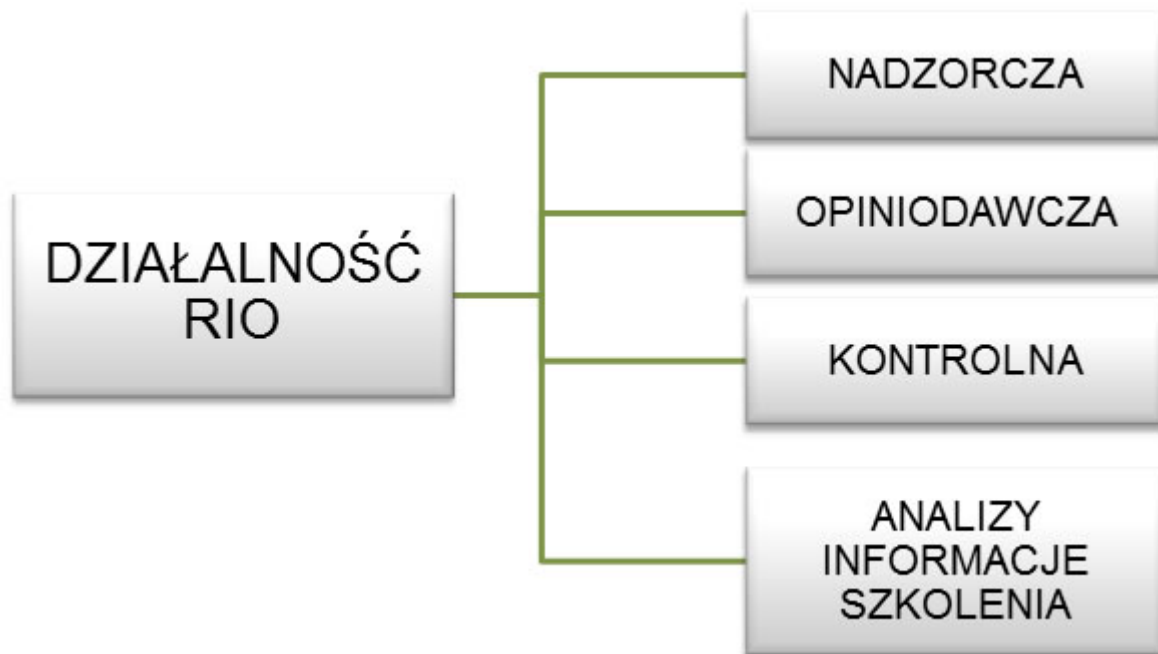 DZIAŁALNOŚĆ
RIO
NADZORCZA
OPINIODAWCZA
KONTROLNA
ANALIZY
INFORMACJE
SZKOLENIA